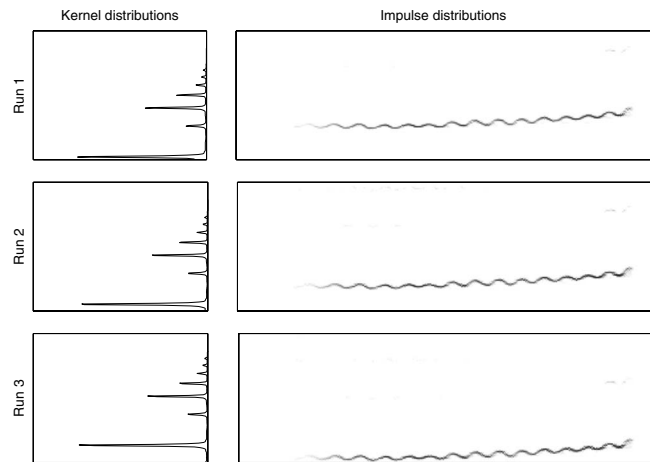 Kernel distributions
Impulse distributions
Run 1
Run 2
Run 3